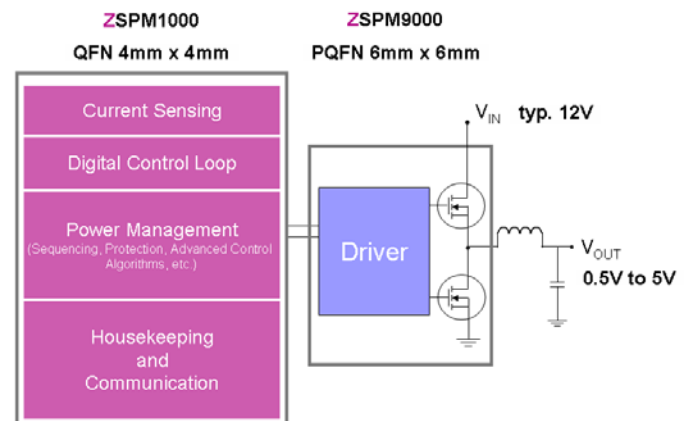 ZSPM1000
QFN 4mm x 4mm
Current Sensing
Digital Control Loop
Power Management
(Sequencing, Protection, Advanced Control
Algorithms, etc.)
Housekeeping
and
Communication
ZSPM9000
PQFN 6mm x 6mm
Driver
VIN typ. 12V
VOUT
0.5V to 5V